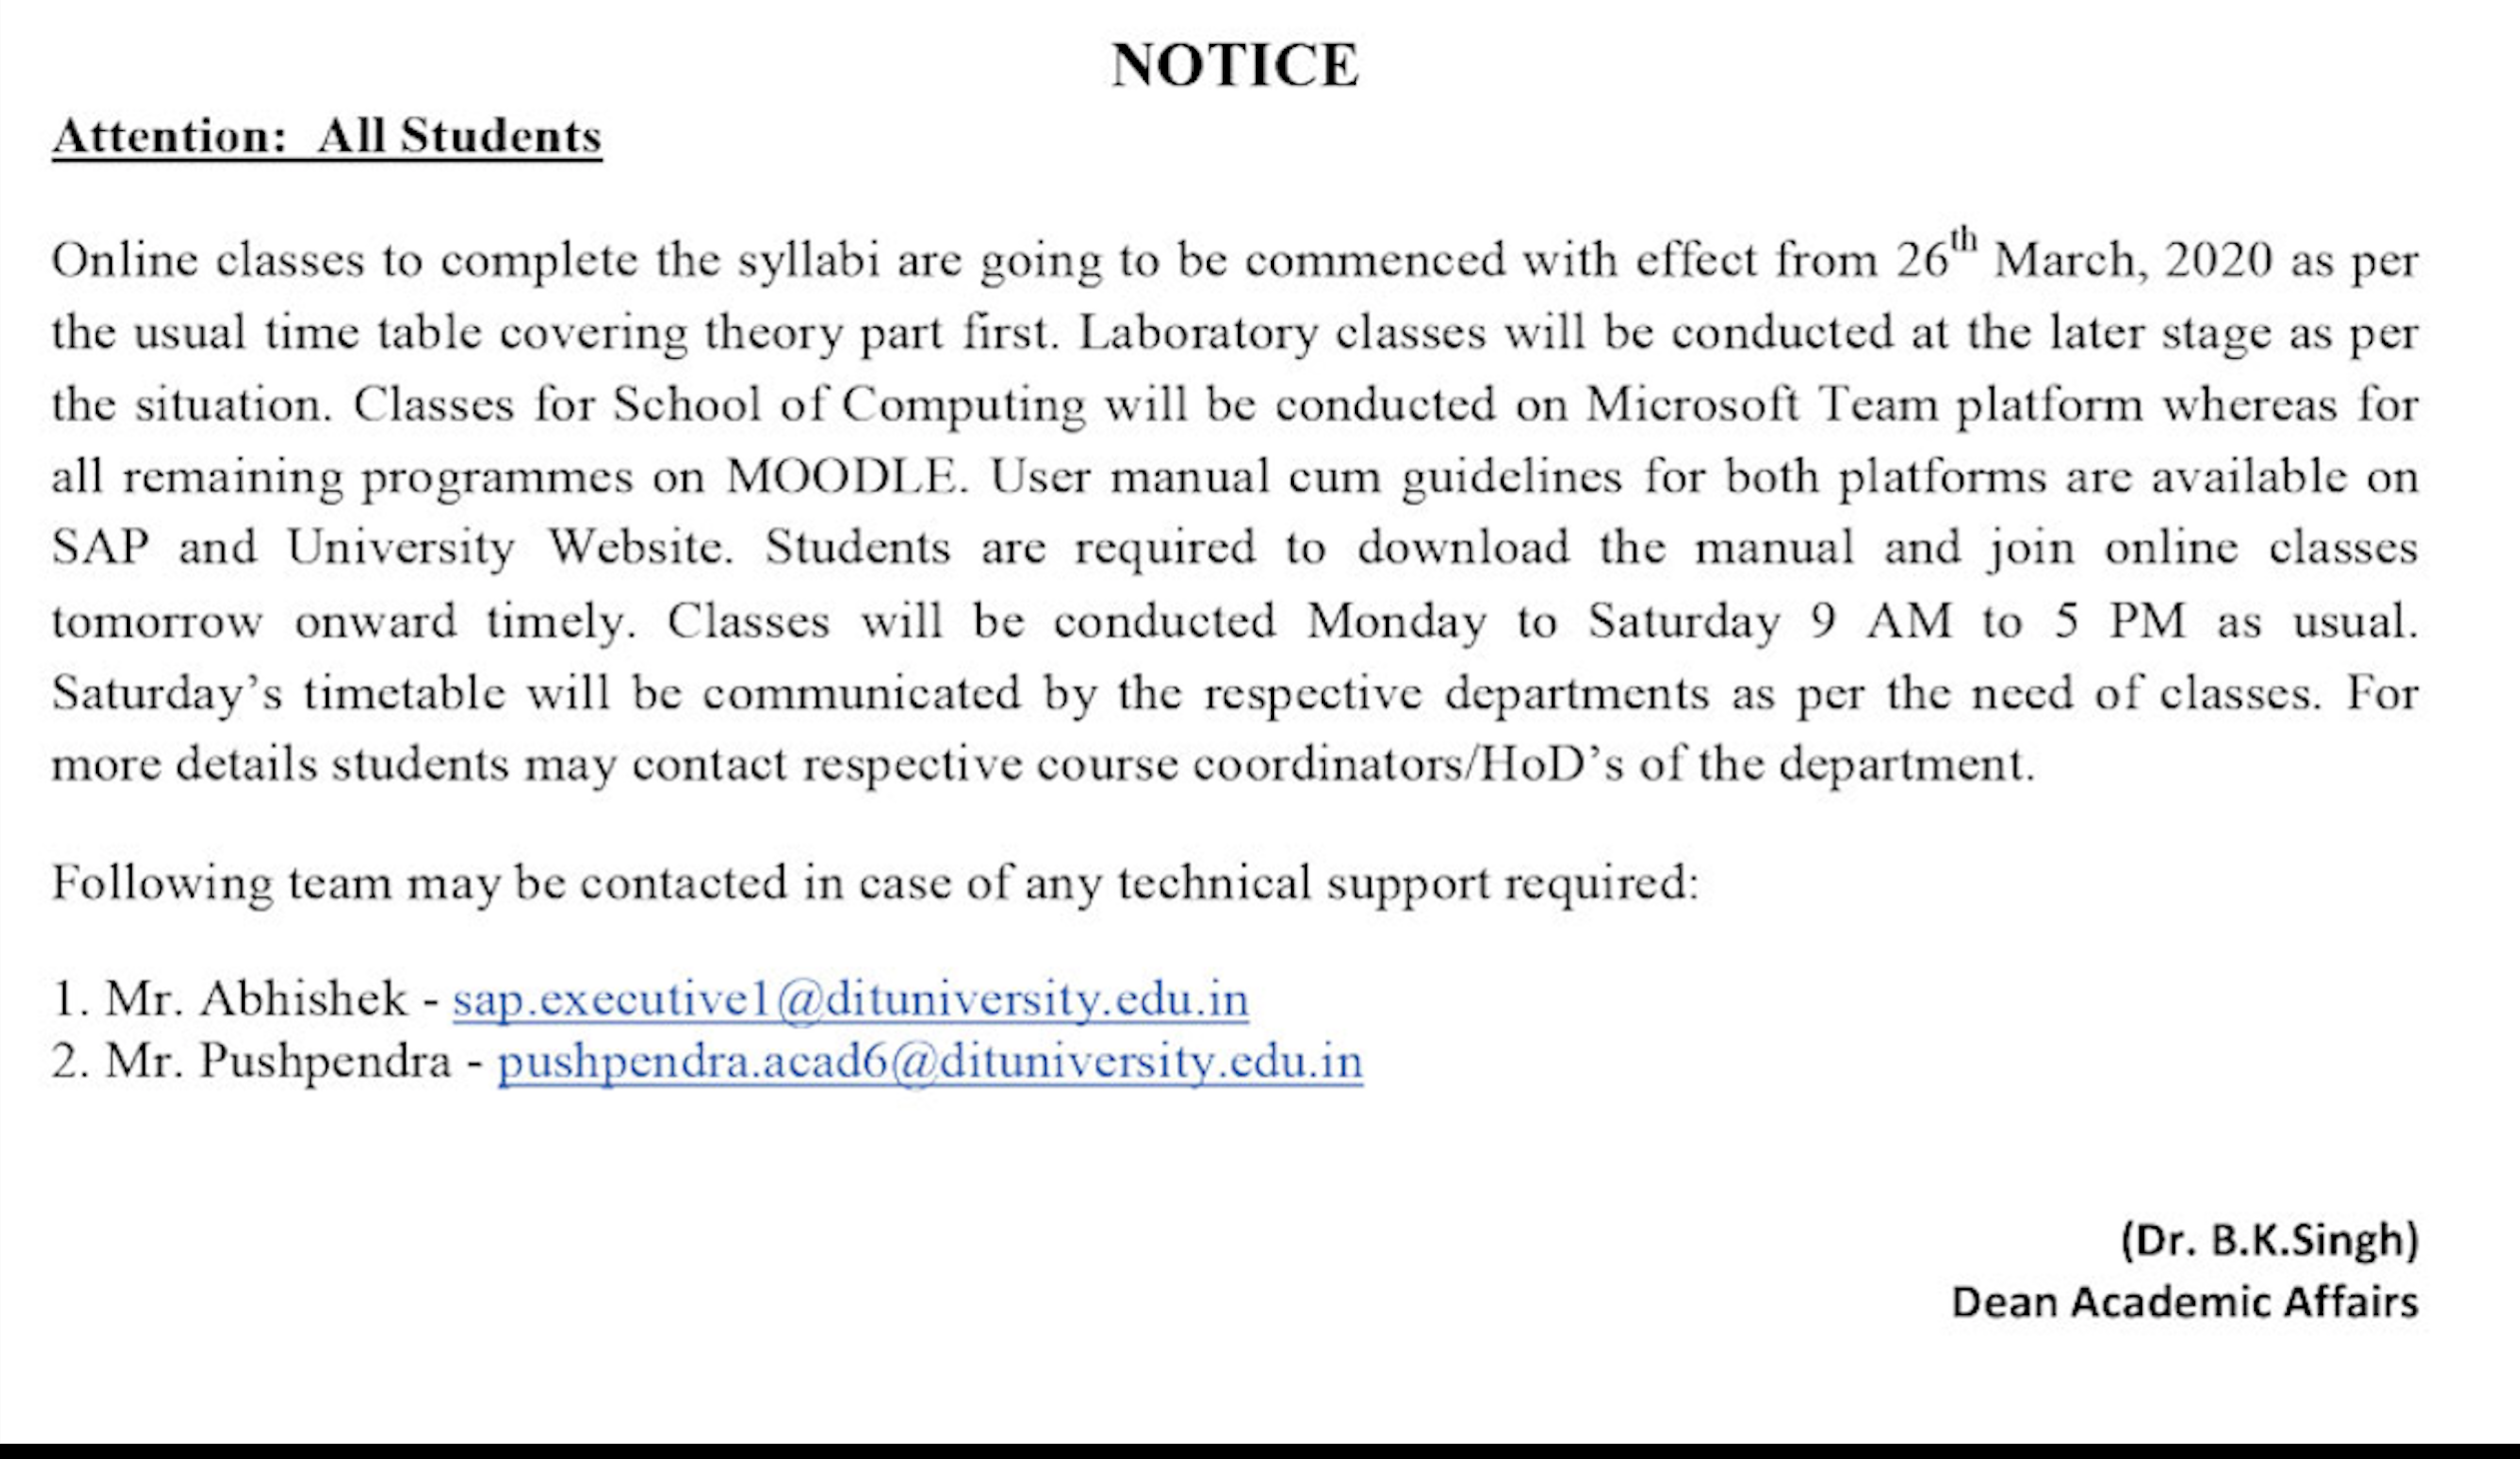 NOTICE
Attention: All Students
Online classes to complete the syllabi are going to be commenced with effect from 26th March, 2020 as per
the usual time table covering theory part first. Laboratory classes will be conducted at the later stage as per
the situation. Classes for School of Computing will be conducted on Microsoft Team platform whereas for
all remaining programmes on MOODLE. User manual cum guidelines for both platforms are available on
SAP and University Website. Students are required to download the manual and join online classes
tomorrow onward timely. Classes will be conducted Monday to Saturday 9 AM to 5 PM as usual.
Saturday’s timetable will be communicated by the respective departments as per the need of classes. For
more details students may contact respective course coordinators/HoD’s of the department.
Following team may be contacted in case of any technical support required:
1. Mr. Abhishek - sap.executive1@dituniversity.edu.in
2. Mr. Pushpendra - pushpendra.acad6@dituniversity.edu.in
(Dr. B.K.Singh)
Dean Academic Affairs